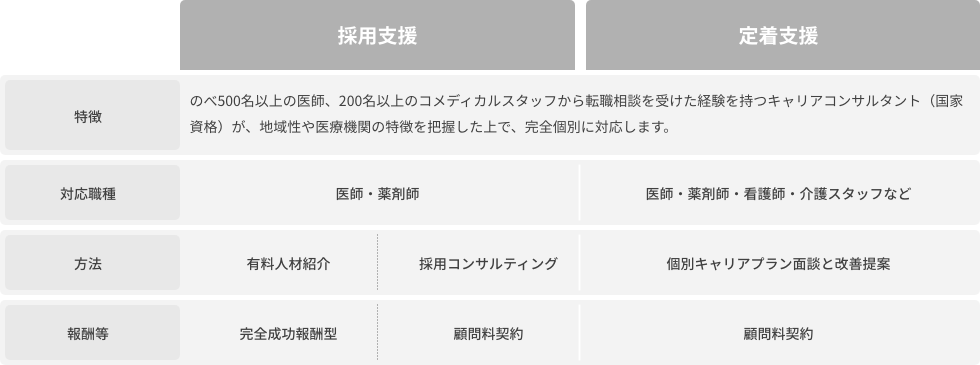 採用支援
定着支援
特徴
のべ500名以上の医師、200名以上のコメディカルスタッフから転職相談を受けた経験を持つキャリアコンサルタント（国家
資格）が、地域性や医療機関の特徴を把握した上で、完全個別に対応します。
対応職種
医師・薬剤師
医師・薬剤師・看護師・介護スタッフなど
方法
有料人材紹介
採用コンサルティング
個別キャリアプラン面談と改善提案
報酬等
完全成功報酬型
顧問料契約
顧問料契約